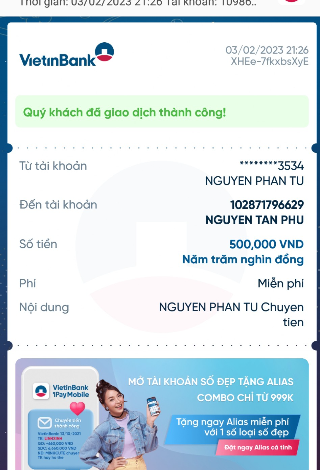 Thời gian: 03/02/2023 21:26 Tài khoản: 10986..
VietinBank
03/02/2023 21:26
XHEe-7fkxbsXyE
Quý khách đã giao dịch thành công!
Từ tài khoản
********3534
NGUYEN PHAN TU
Đến tài khoản
102871796629
NGUYEN TAN PHU
Số tiền
500,000 VND
Năm trăm nghìn đồng
Phí
Miễn phí
Nội dung
NGUYEN PHAN TU Chuyen
tien
VietinBank
1PayMobile
MỞ TÀI KHOẢN SỐ ĐẸP TẶNG ALIAS
COMBO CHỈ TỪ 999K
Tặng ngay Alias miễn phí
với 1 số loại số đẹp
Đặt ngay Alias cá tính